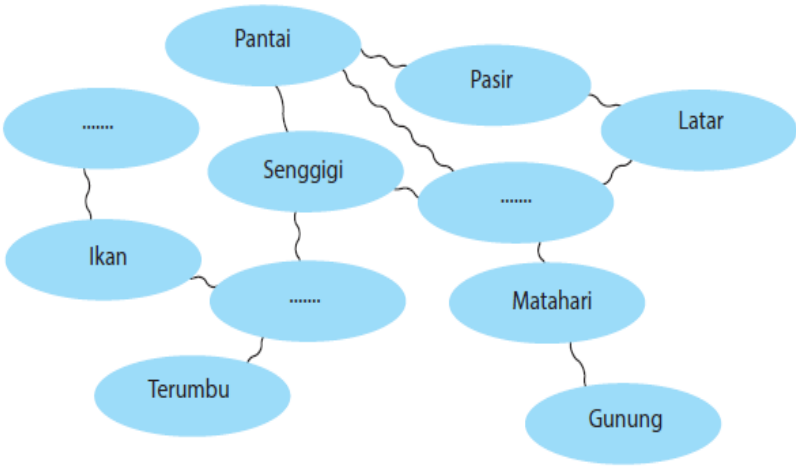 Pantai
Pasir
.......
Latar
Senggigi
.......
Ikan
.......
Matahari
Terumbu
Gunung